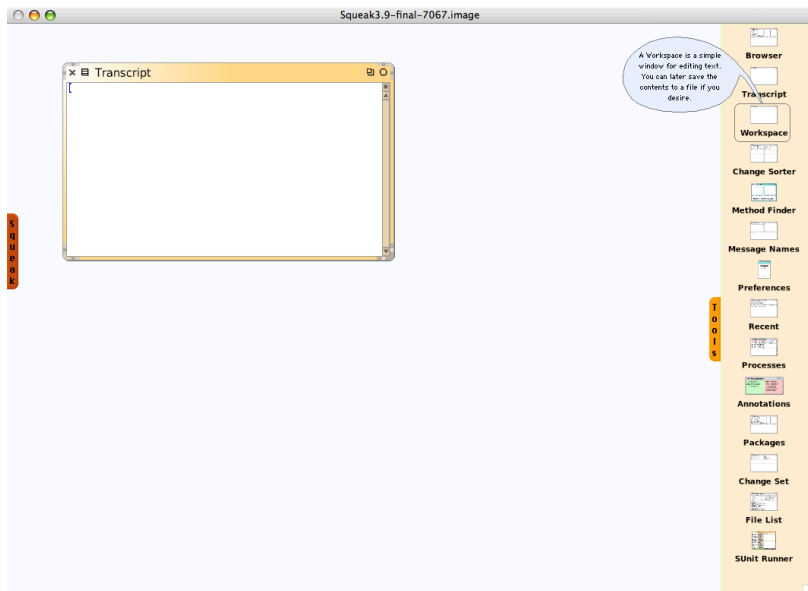 Squeak3.9-final-7067.image
Transcript
A Workspace is a simple
window for editing text.
You can later save the
contents to a file if you
desire.
Browser
Transcript
Workspace
Change Sorter
Method Finder
Message Names
Preferences
Recent
Processes
Annotations
Packages
Change Set
File List
SUnit Runner
Squeak
Tools